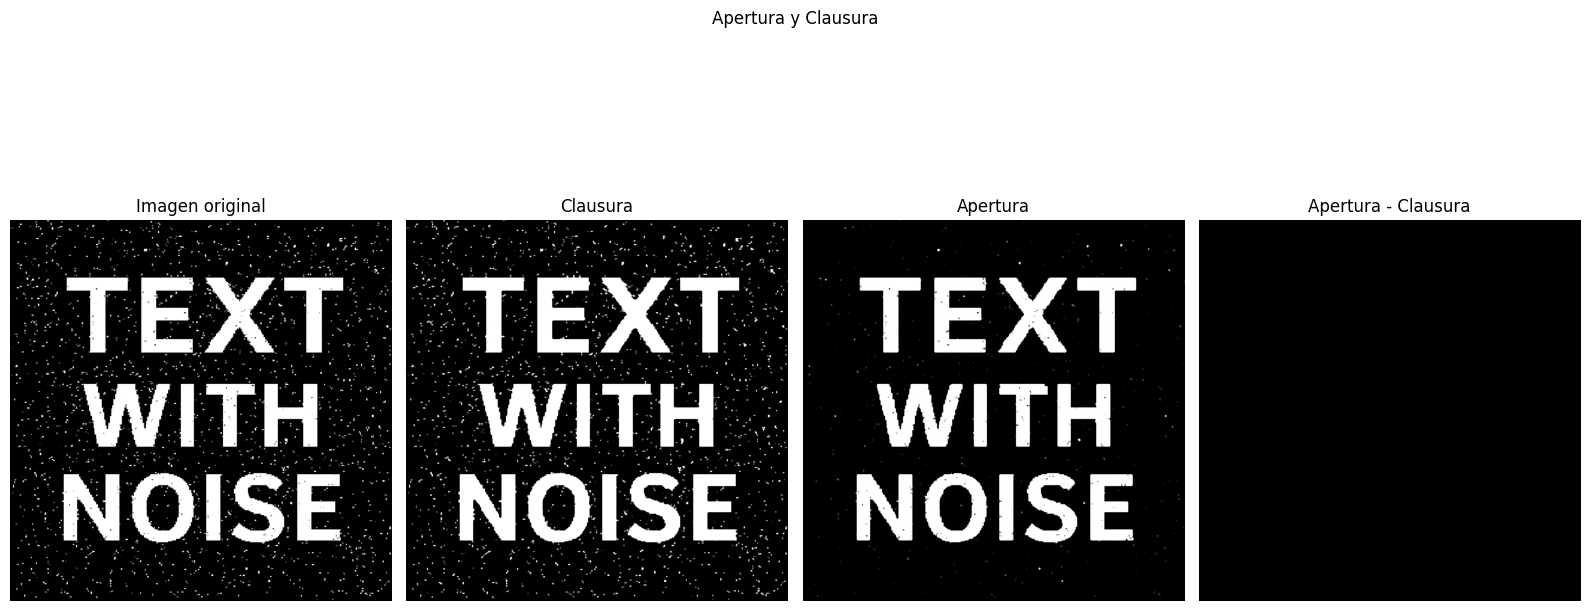 Apertura y Clausura
Imagen original
TEXT
WITH
NOISE
Clausura
TEXT
WITH
NOISE
Apertura
TEXT
WITH
NOISE
Apertura - Clausura